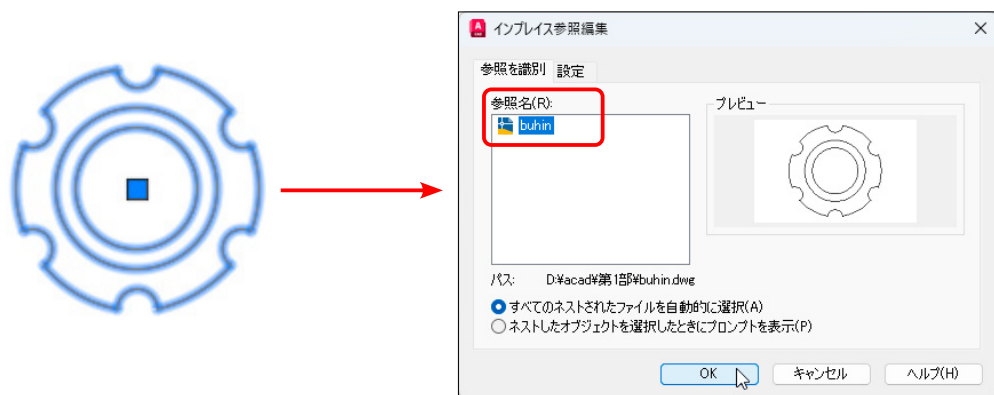 インプレイス参照編集
参照を識別 設定
参照名(R):
buhin
プレビュー
パス: D:¥acad¥第1部¥buhin.dwg
すべてのネストされたファイルを自動的に選択(A)
ネストしたオブジェクトを選択したときにプロンプトを表示(P)
OK キャンセル ヘルプ(H)